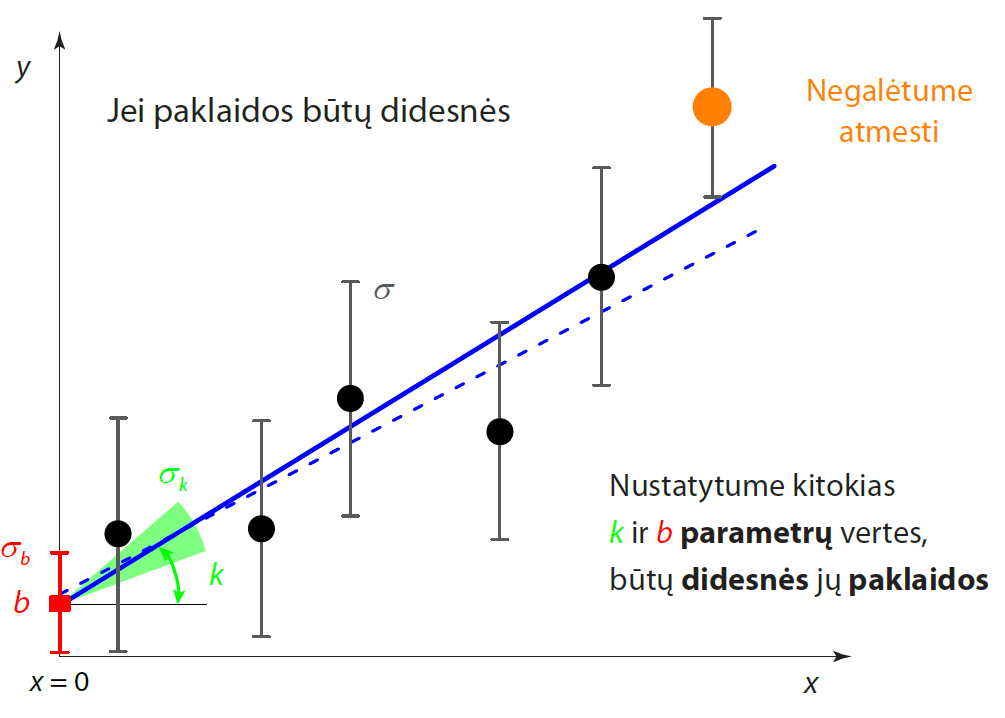 y
Jei paklaidos būtų didesnės
Negalėtume
atmesti
σ
σk
σb
k
b
Nustatytume kitokias
k ir b parametrų vertes,
būtų didesnės jų paklaidos
x = 0
x